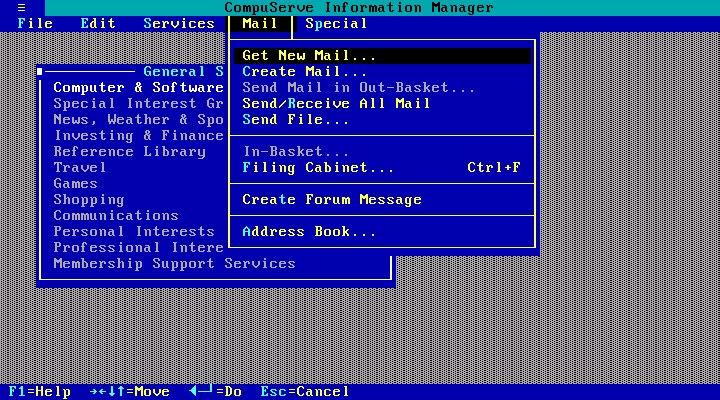 CompuServe Information Manager
≡ File Edit Services Mail Special
General S
Computer & Software
Special Interest Gr
News, Weather & Spo
Investing & Finance
Reference Library
Travel
Games
Shopping
Communications
Personal Interests
Professional Intere
Membership Support Services
Get New Mail...
Create Mail...
Send Mail in Out-Basket...
Send/Receive All Mail
Send File...
In-Basket...
Filing Cabinet... Ctrl+F
Create Forum Message
Address Book...
F1=Help →←↓↑=Move ◄─┘=Do Esc=Cancel